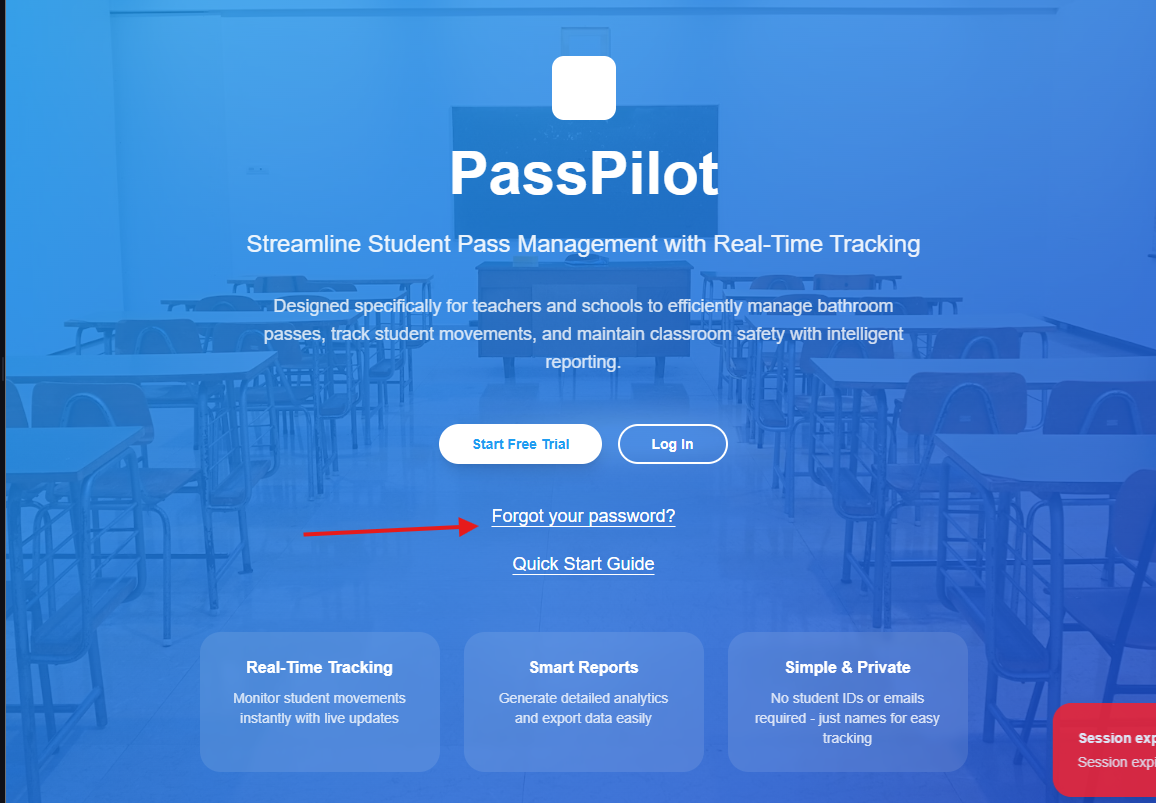 PassPilot
Streamline Student Pass Management with Real-Time Tracking
Designed specifically for teachers and schools to efficiently manage bathroom
passes, track student movements, and maintain classroom safety with intelligent
reporting.
Start Free Trial
Log In
Forgot your password?
Quick Start Guide
Real-Time Tracking
Monitor student movements
instantly with live updates
Smart Reports
Generate detailed analytics
and export data easily
Simple & Private
No student IDs or emails
required - just names for easy
tracking
Session exp
Session expi